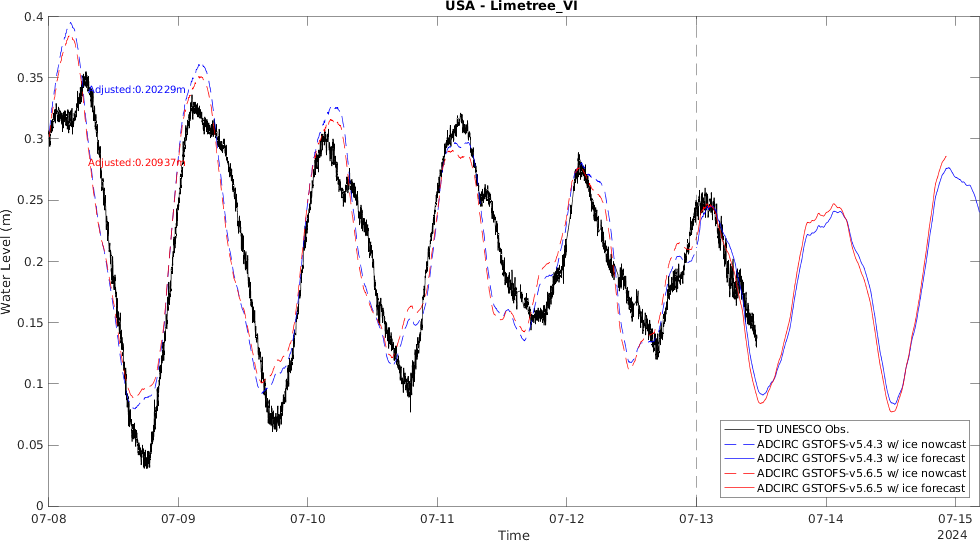 USA - Limetree_VI
0.4
0.35
0.3
0.25
0.2
0.15
0.1
0.05
0
Water Level (m)
Adjusted:0.20229m
Adjusted:0.20937m
TD UNESCO Obs.
ADCIRC GSTOFS-v5.4.3 w/ ice nowcast
ADCIRC GSTOFS-v5.4.3 w/ ice forecast
ADCIRC GSTOFS-v5.6.5 w/ ice nowcast
ADCIRC GSTOFS-v5.6.5 w/ ice forecast
07-08 07-09 07-10 07-11 07-12 07-13 07-14 07-15
Time
2024